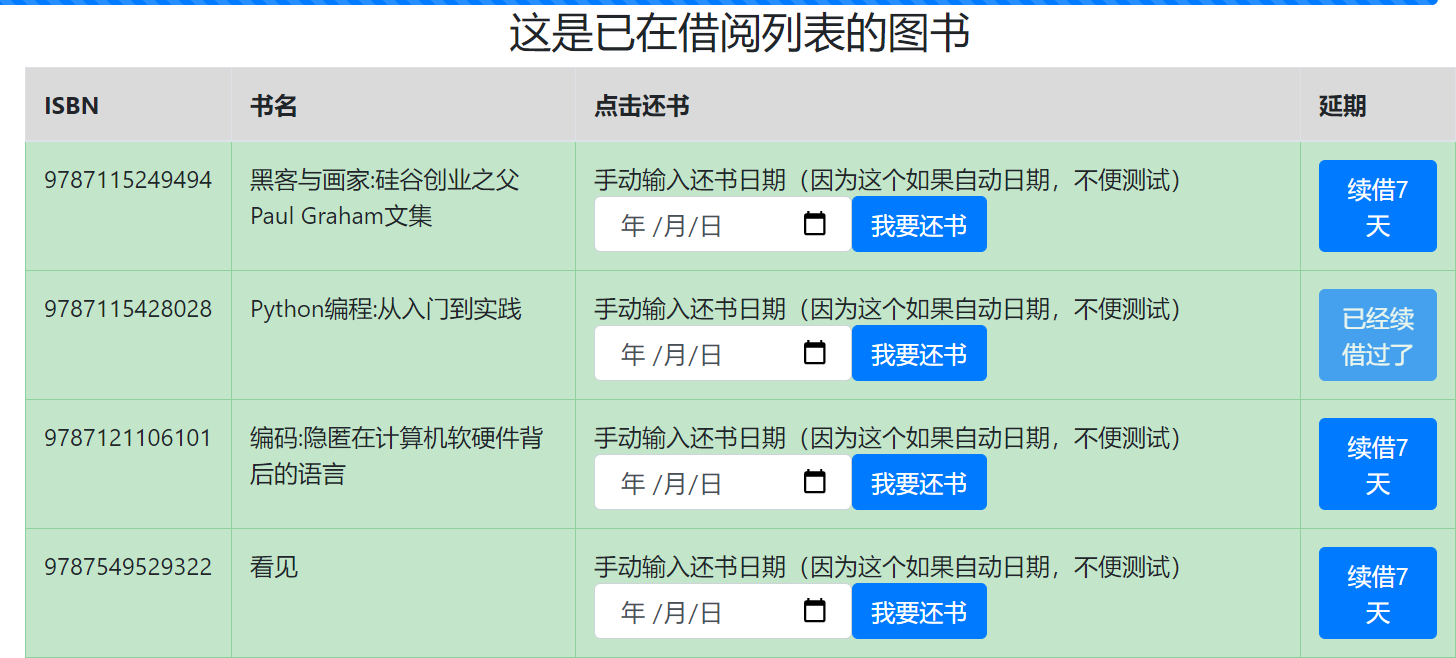 这是已在借阅列表的图书
ISBN 书名 点击还书 延期
9787115249494 黑客与画家:硅谷创业之父 手动输入还书日期（因为这个如果自动日期，不便测试） 续借7
Paul Graham文集 年 /月/日 我要还书 天
9787115428028 Python编程:从入门到实践 手动输入还书日期（因为这个如果自动日期，不便测试） 已经续
年 /月/日 我要还书 借过了
9787121106101 编码:隐匿在计算机软硬件背 手动输入还书日期（因为这个如果自动日期，不便测试） 续借7
后的语言 年 /月/日 我要还书 天
9787549529322 看见 手动输入还书日期（因为这个如果自动日期，不便测试） 续借7
年 /月/日 我要还书 天